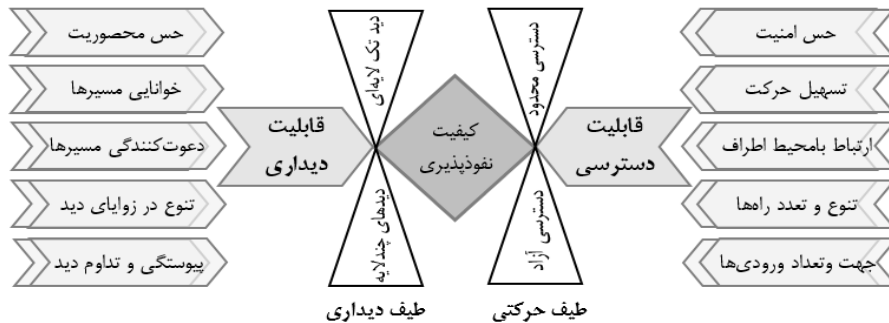 حس امنیت
تسهیل حرکت
ارتباط بامحیط اطراف
تنوع و تعدد راه‌ها
جهت وتعداد ورودی‌ها
قابلیت
دسترسی
دسترسی محدود
دسترسی آزاد
طیف حرکتی
کیفیت
نفوذپذیری
دید تک لایه‌ای
دیدهای چندلایه
طیف دیداری
قابلیت
دیداری
حس محصوریت
خوانایی مسیرها
دعوت‌کنندگی مسیرها
تنوع در زوایای دید
پیوستگی و تداوم دید